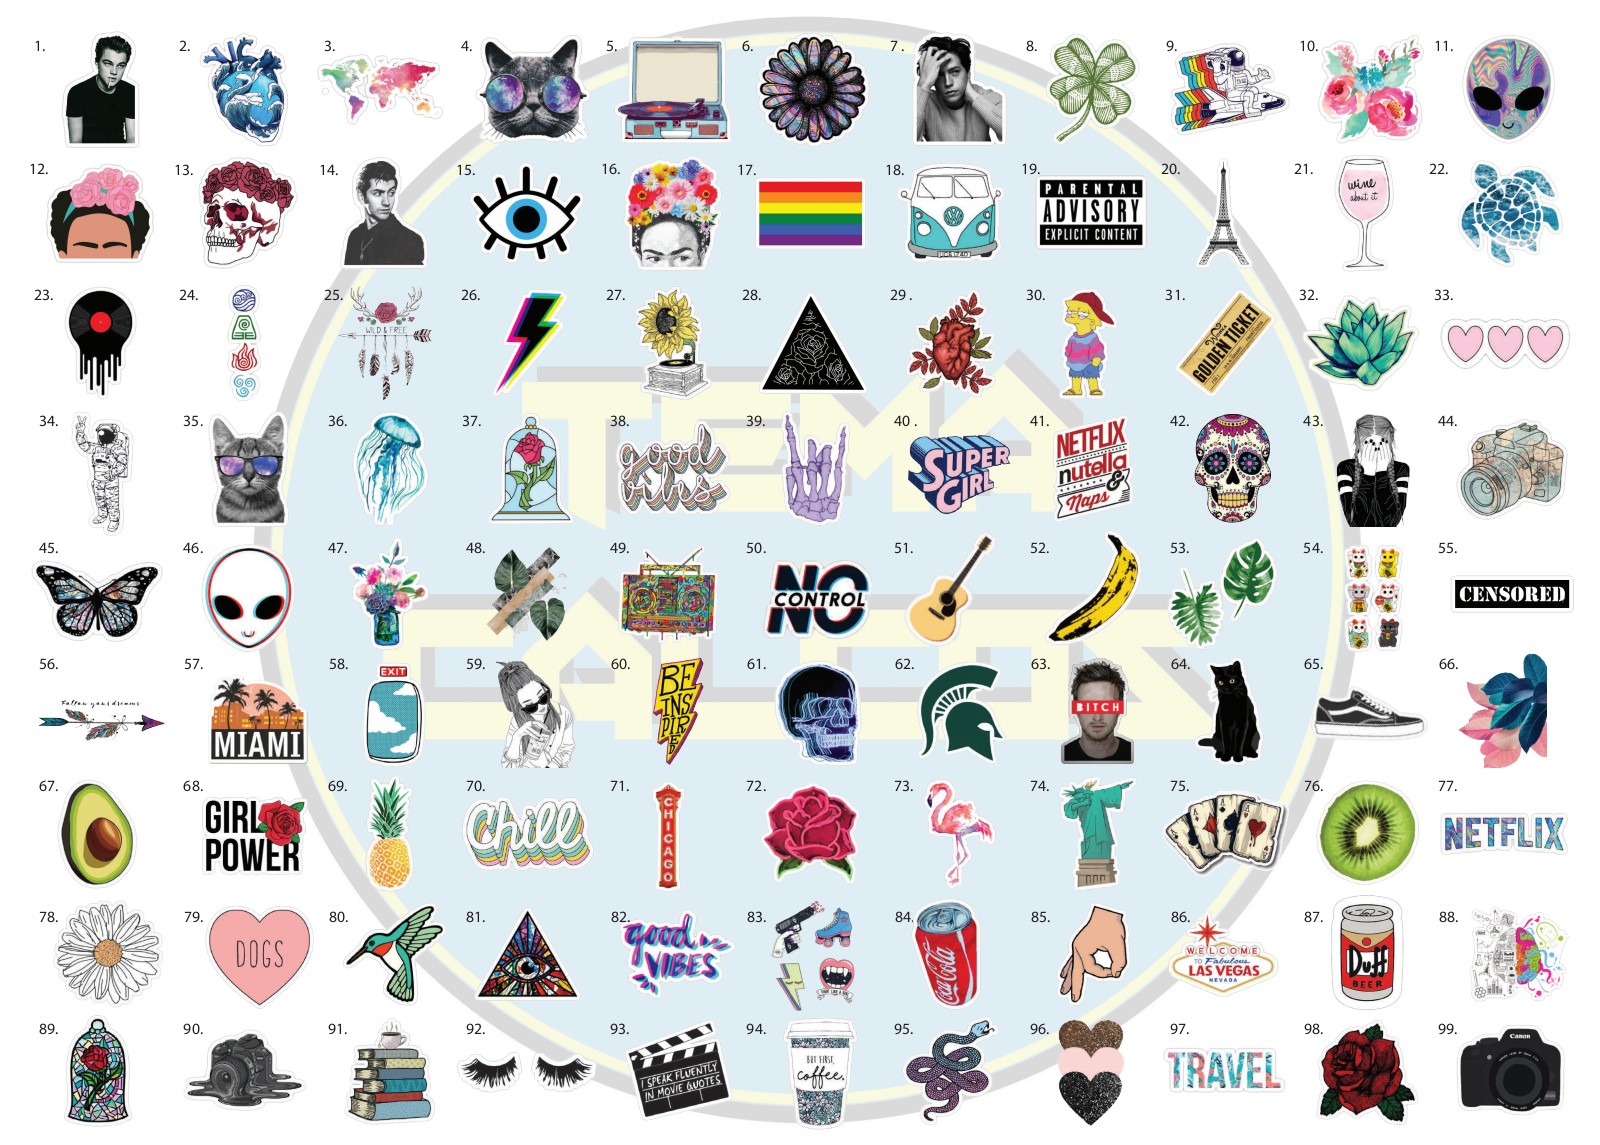 1.
2.
3.
4.
5.
6.
7.
8.
9.
10.
11.
12.
13.
14.
15.
16.
17.
18.
19.
PARENTAL
ADVISORY
EXPLICIT CONTENT
20.
21.
wine
about it
22.
23.
24.
25.
WILD & FREE
26.
27.
28.
29.
30.
31.
GOLDEN TICKET
32.
33.
34.
35.
36.
37.
38.
good
vibes
39.
40.
SUPER
GIRL
41.
NETFLIX
nutella
&
Naps
42.
43.
44.
45.
46.
47.
48.
49.
50.
NO
CONTROL
51.
52.
53.
54.
55.
CENSORED
56.
Follow your dreams
57.
MIAMI
58.
EXIT
59.
60.
BE
INS
PIR
ED
61.
62.
63.
BITCH
64.
65.
66.
67.
68.
GIRL
POWER
69.
70.
Chill
71.
CHICAGO
72.
73.
74.
75.
76.
77.
NETFLIX
78.
79.
DOGS
80.
81.
82.
good
VIBES
83.
84.
Coca-Cola
85.
86.
WELCOME
TO Fabulous
LAS VEGAS
NEVADA
87.
Duff
BEER
88.
89.
90.
91.
92.
93.
I SPEAK FLUENTLY
IN MOVIE QUOTES.
94.
BUT FIRST,
coffee.
95.
96.
97.
TRAVEL
98.
99.
Canon
TEMA
CALCOS